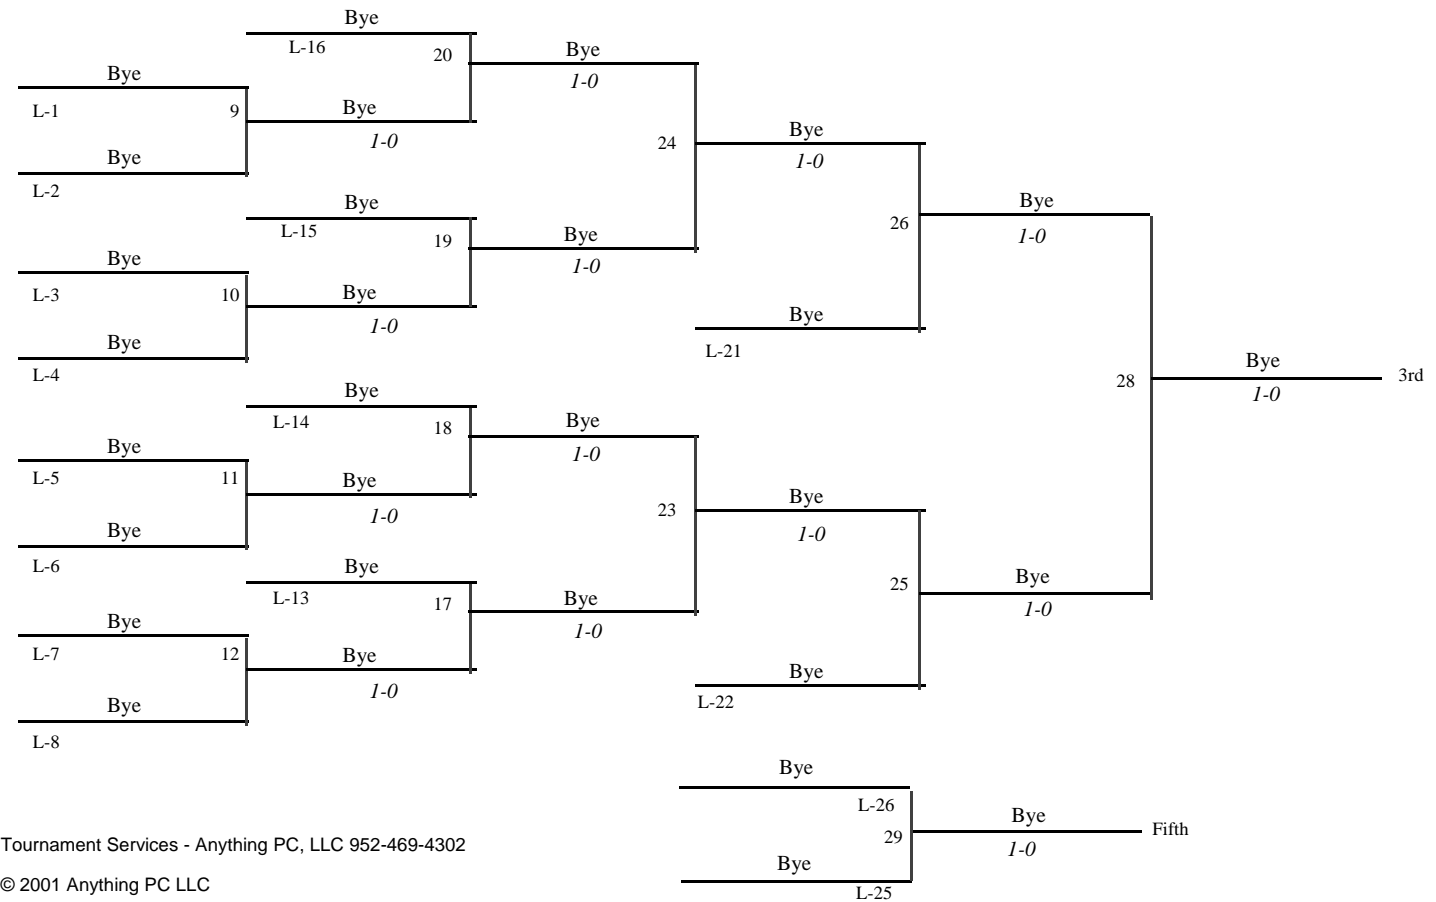 Bye
L-16
20
Bye
1-0
Bye
L-1
9
Bye
1-0
Bye
L-2
24
Bye
1-0
Bye
L-15
19
Bye
1-0
Bye
L-3
10
Bye
1-0
Bye
L-4
26
Bye
1-0
Bye
L-21
28
Bye
1-0
3rd
Bye
L-14
18
Bye
1-0
Bye
L-5
11
Bye
1-0
Bye
L-6
23
Bye
1-0
Bye
L-13
17
Bye
1-0
Bye
L-7
12
Bye
1-0
Bye
L-8
25
Bye
1-0
Bye
L-22
Bye
L-26
29
Bye
1-0
Fifth
Bye
L-25
Tournament Services - Anything PC, LLC 952-469-4302
© 2001 Anything PC LLC